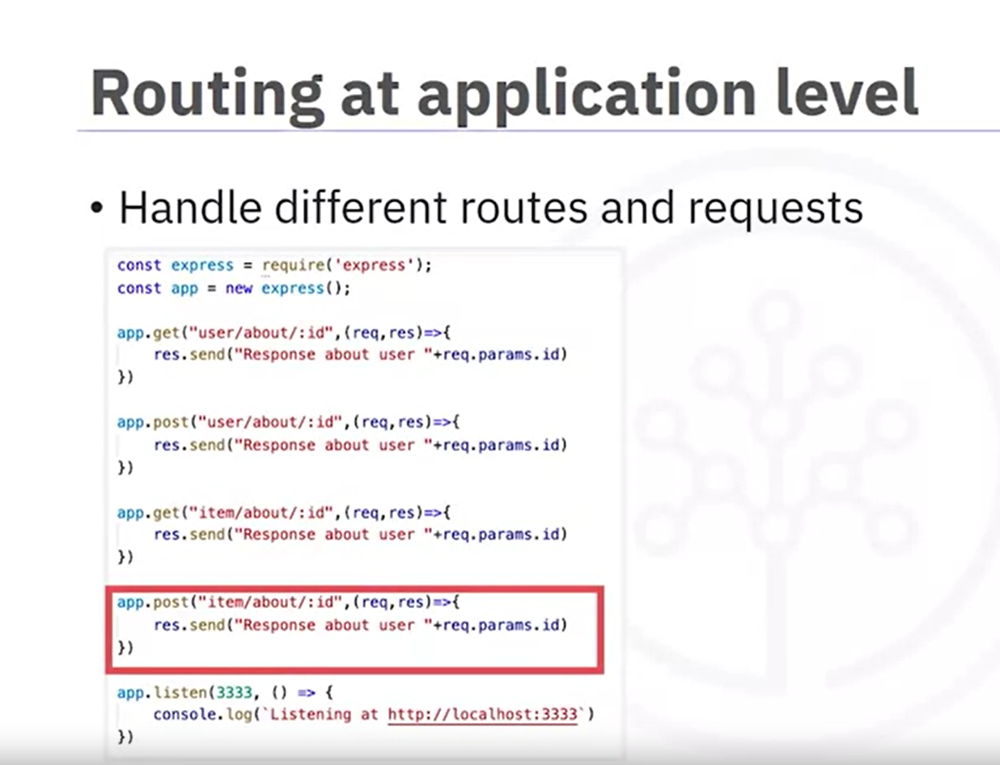 Routing at application level
• Handle different routes and requests
const express = require('express');
const app = new express();
app.get("user/about/:id",(req,res)=>{
res.send("Response about user "+req.params.id)
})
app.post("user/about/:id",(req,res)=>{
res.send("Response about user "+req.params.id)
})
app.get("item/about/:id",(req,res)=>{
res.send("Response about user "+req.params.id)
})
app.post("item/about/:id",(req,res)=>{
res.send("Response about user "+req.params.id)
})
app.listen(3333, () => {
console.log(`Listening at http://localhost:3333`)
})